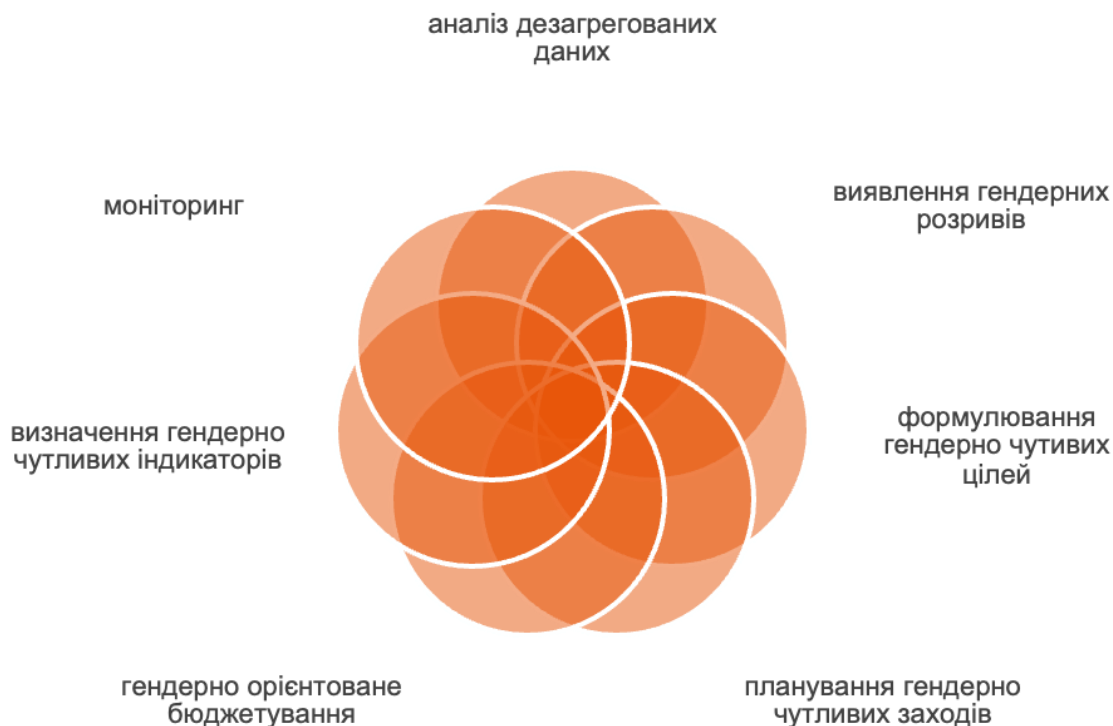 аналіз дезагрегованих
даних
виявлення гендерних
розривів
формулювання
гендерно чутивих
цілей
планування гендерно
чутливих заходів
гендерно орієнтоване
бюджетування
визначення гендерно
чутливих індикаторів
моніторинг